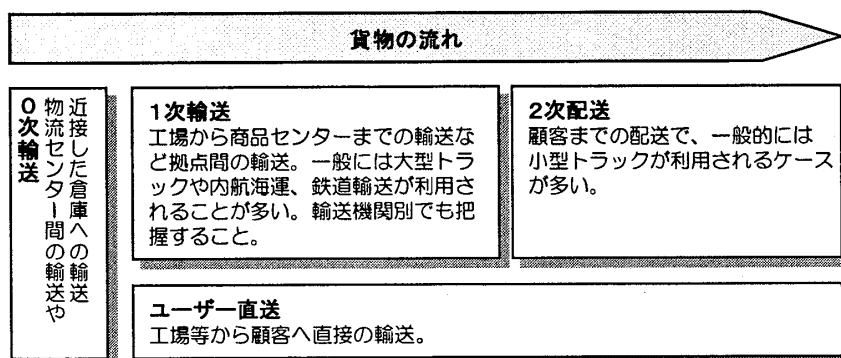 貨物の流れ
0次輸送
近接した倉庫への輸送や
物流センター間の輸送
1次輸送
工場から商品センターまでの輸送な
ど拠点間の輸送。一般には大型トラ
ックや内航海運、鉄道輸送が利用さ
れることが多い。輸送機関別でも把
握すること。
2次配送
顧客までの配送で、一般的には
小型トラックが利用されるケース
が多い。
ユーザー直送
工場等から顧客へ直接の輸送。